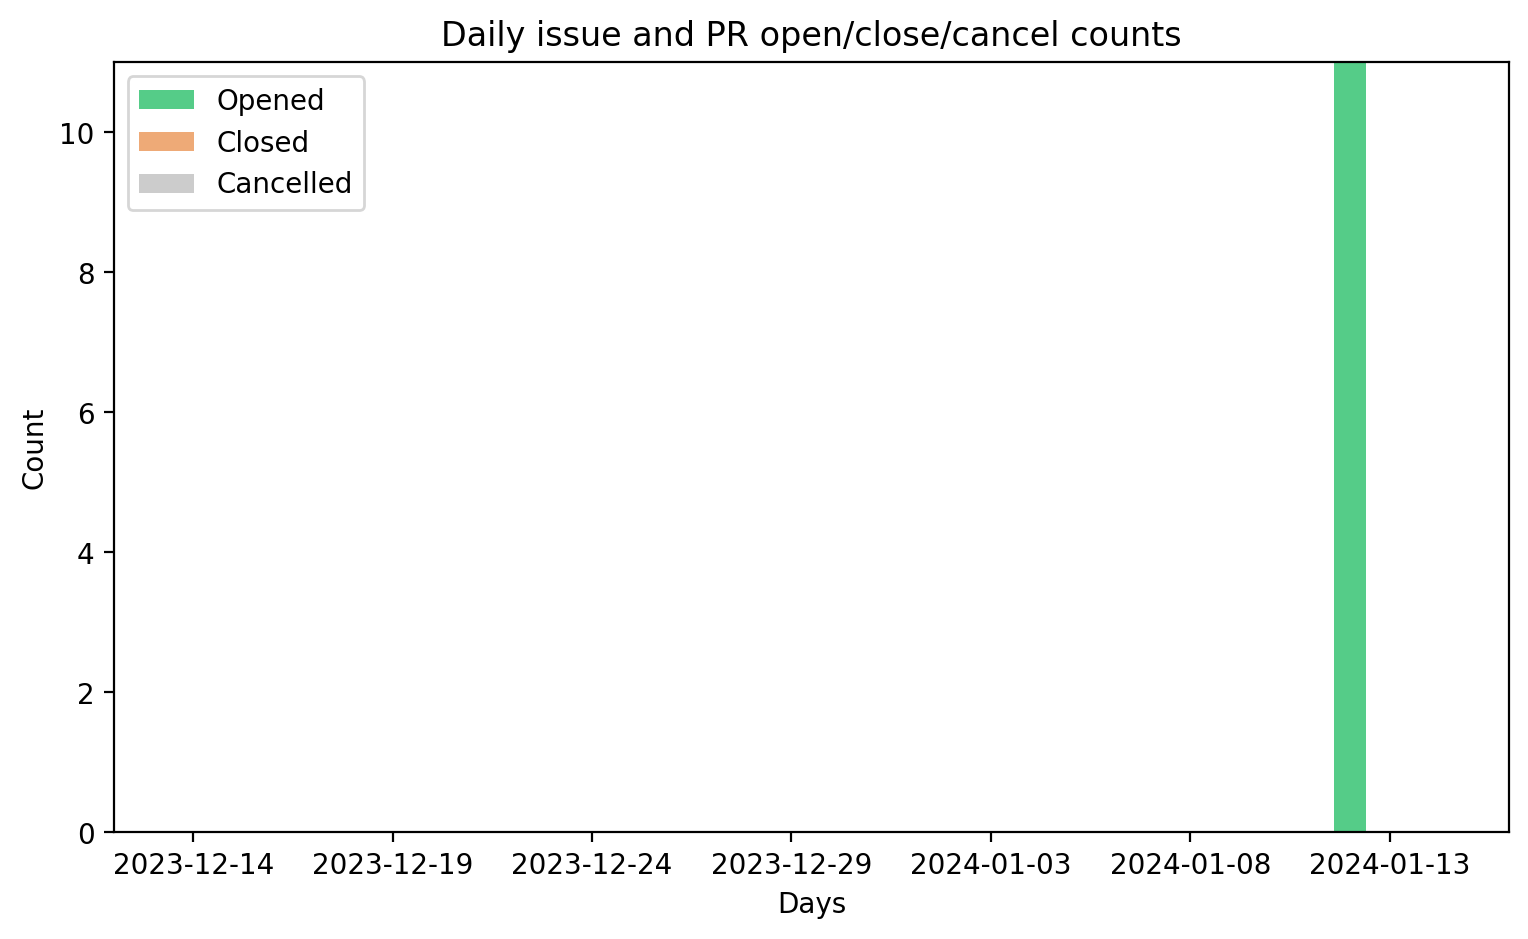 Daily issue and PR open/close/cancel counts
Opened
Closed
Cancelled
10
8
6
4
2
0
Count
2023-12-14 2023-12-19 2023-12-24 2023-12-29 2024-01-03 2024-01-08 2024-01-13
Days